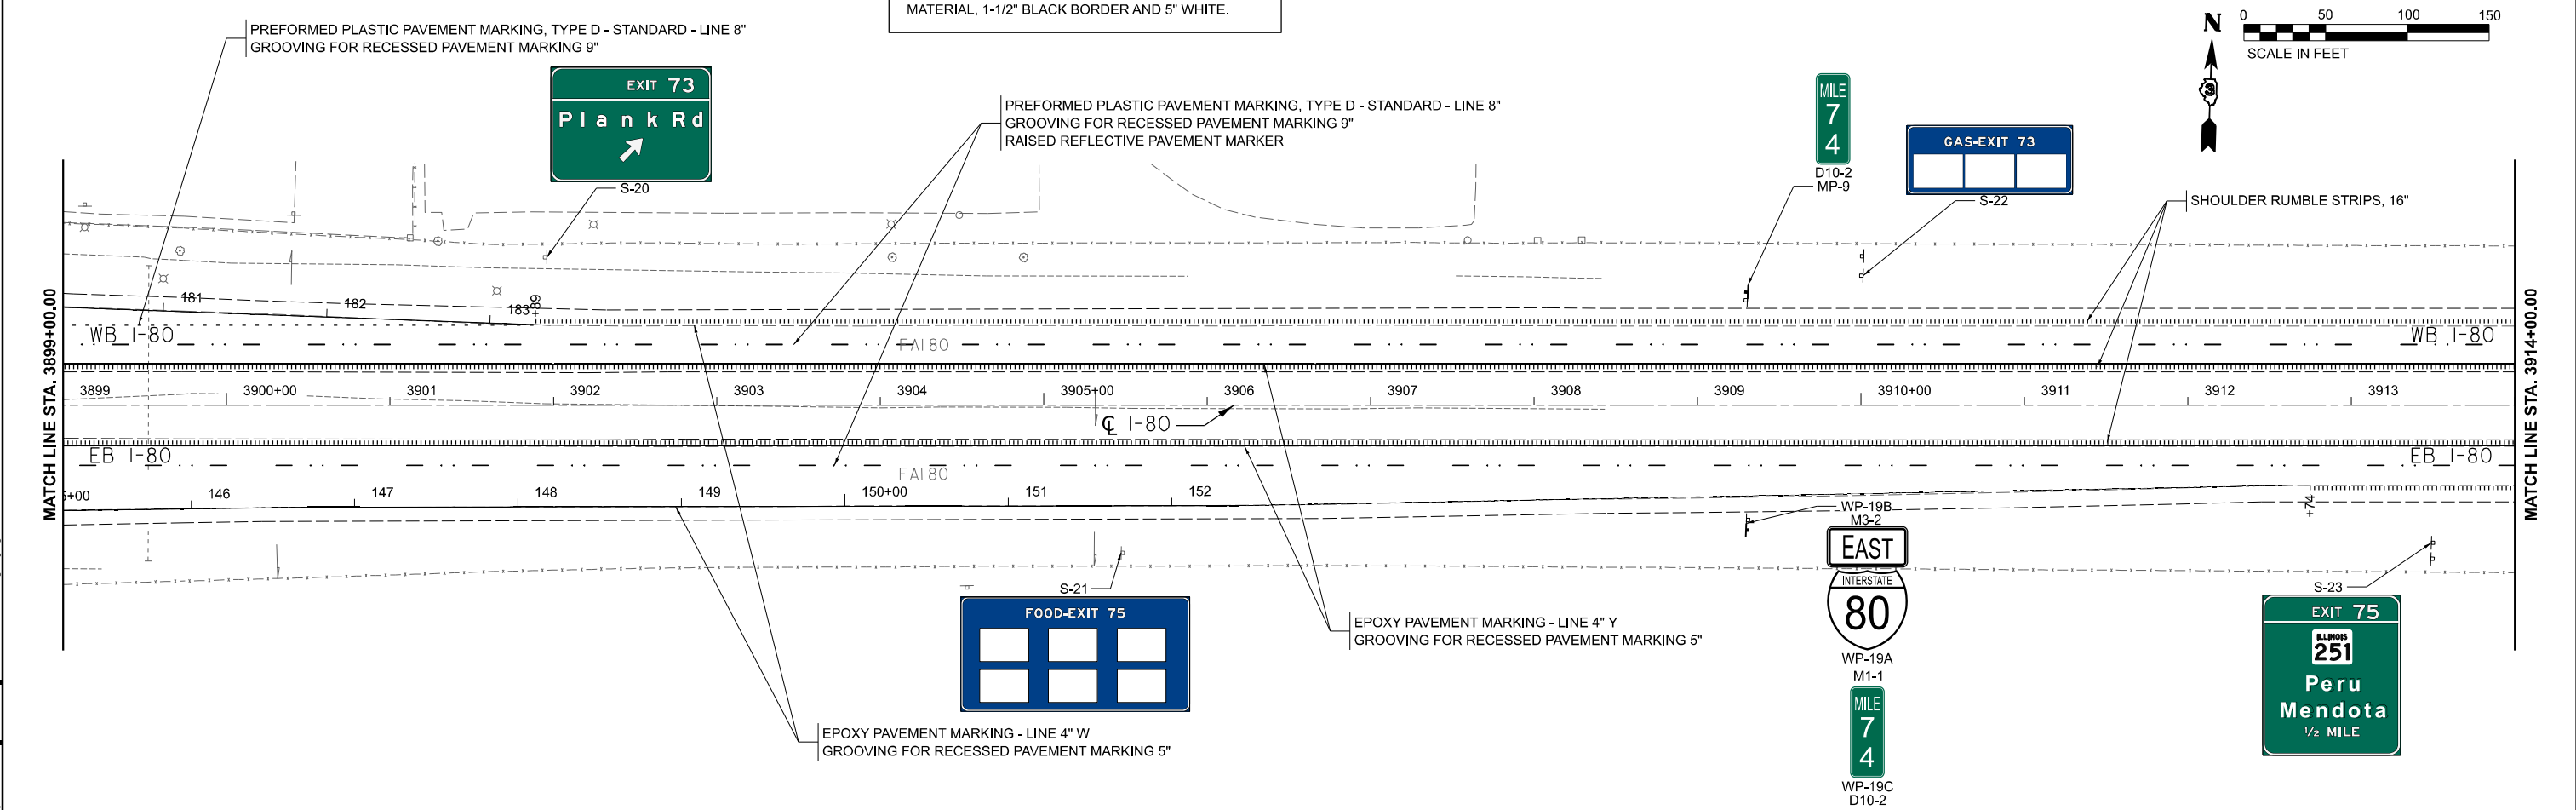 MATERIAL, 1-1/2" BLACK BORDER AND 5" WHITE.
PREFORMED PLASTIC PAVEMENT MARKING, TYPE D - STANDARD - LINE 8"
GROOVING FOR RECESSED PAVEMENT MARKING 9"
EXIT 73
Plank Rd
S-20
PREFORMED PLASTIC PAVEMENT MARKING, TYPE D - STANDARD - LINE 8"
GROOVING FOR RECESSED PAVEMENT MARKING 9"
RAISED REFLECTIVE PAVEMENT MARKER
MILE
7
4
D10-2
MP-9
GAS-EXIT 73
S-22
N
3
0 50 100 150
SCALE IN FEET
SHOULDER RUMBLE STRIPS, 16"
MATCH LINE STA. 3899+00.00
181 182 183 +89
WB I-80 FAI 80 WB I-80
3899 3900+00 3901 3902 3903 3904 3905+00 3906 3907 3908 3909 3910+00 3911 3912 3913
℄ I-80
EB I-80 FAI 80 EB I-80
5+00 146 147 148 149 150+00 151 152
+74
MATCH LINE STA. 3914+00.00
S-21
FOOD-EXIT 75
EPOXY PAVEMENT MARKING - LINE 4" W
GROOVING FOR RECESSED PAVEMENT MARKING 5"
EPOXY PAVEMENT MARKING - LINE 4" Y
GROOVING FOR RECESSED PAVEMENT MARKING 5"
WP-19B
M3-2
EAST
INTERSTATE
80
WP-19A
M1-1
MILE
7
4
WP-19C
D10-2
S-23
EXIT 75
ILLINOIS
251
Peru
Mendota
1/2 MILE